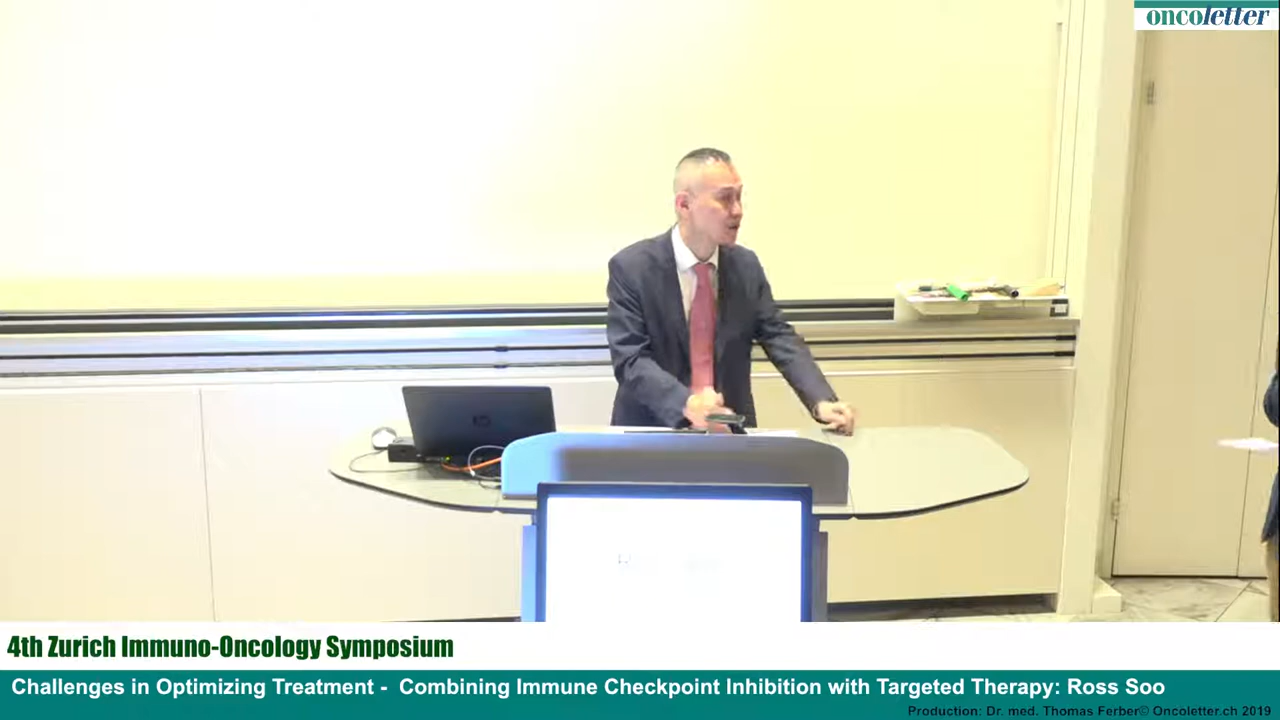 oncoletter
4th Zurich Immuno-Oncology Symposium
Challenges in Optimizing Treatment - Combining Immune Checkpoint Inhibition with Targeted Therapy: Ross Soo
Production: Dr. med. Thomas Ferber© Oncoletter.ch 2019